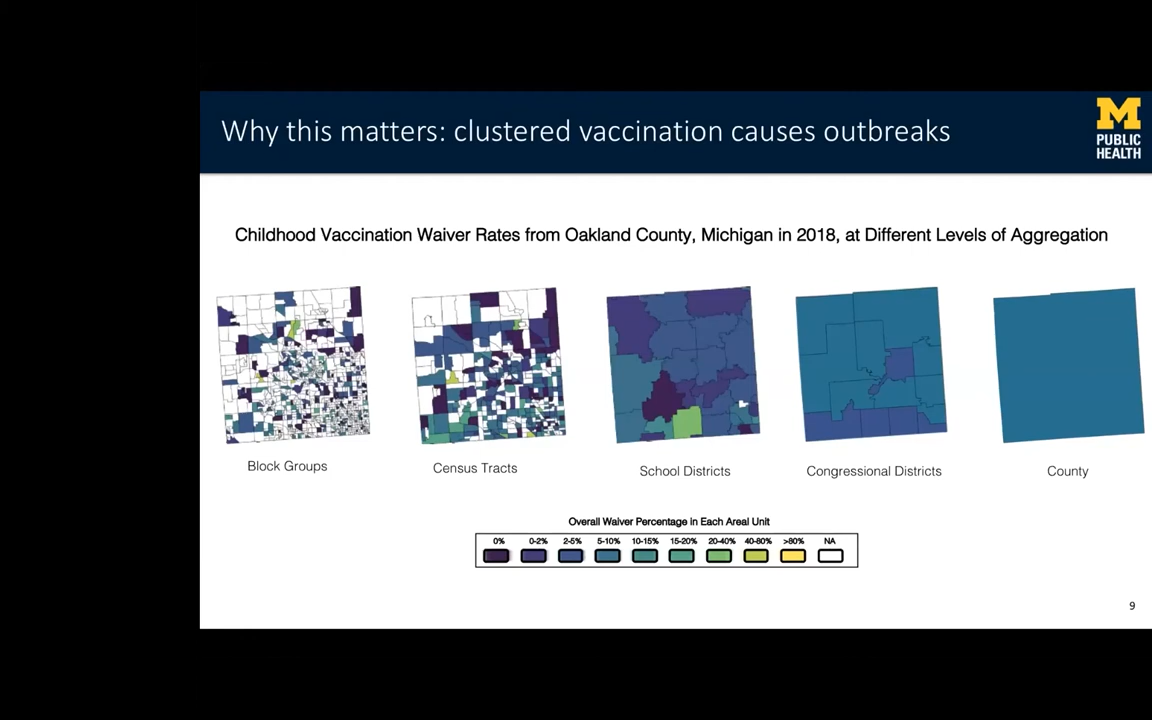 Why this matters: clustered vaccination causes outbreaks
M
PUBLIC
HEALTH
Childhood Vaccination Waiver Rates from Oakland County, Michigan in 2018, at Different Levels of Aggregation
Block Groups
Census Tracts
School Districts
Congressional Districts
County
Overall Waiver Percentage in Each Areal Unit
0% 0-2% 2-5% 5-10% 10-15% 15-20% 20-40% 40-80% >80% NA
9